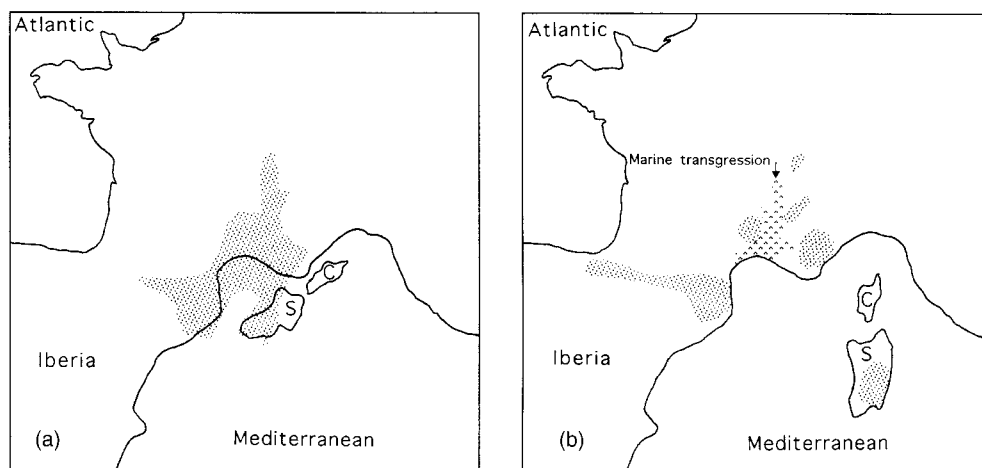 Atlantic
C
S
Iberia
(a)
Mediterranean
Atlantic
Marine transgression
C
S
Iberia
(b)
Mediterranean